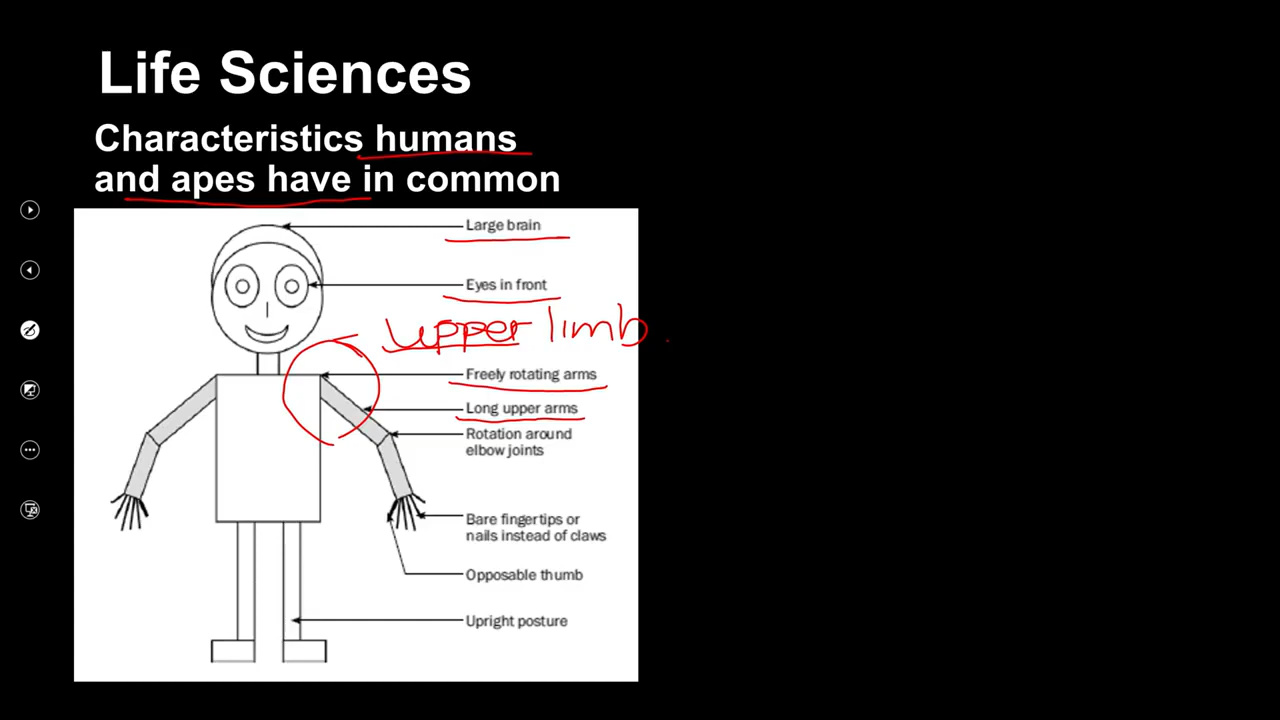 Life Sciences
Characteristics humans
and apes have in common
Large brain
Eyes in front
upper limb.
Freely rotating arms
Long upper arms
Rotation around
elbow joints
Bare fingertips or
nails instead of claws
Opposable thumb
Upright posture